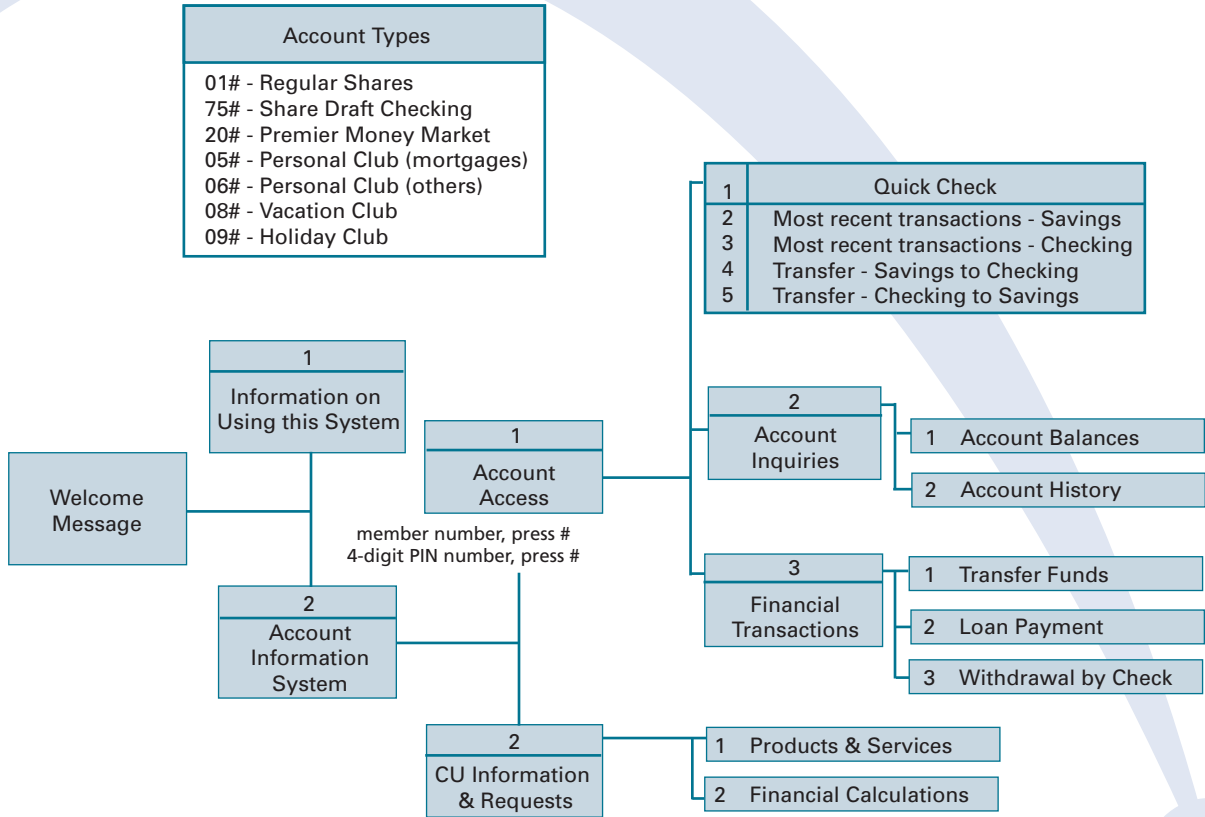 Account Types
01# - Regular Shares
75# - Share Draft Checking
20# - Premier Money Market
05# - Personal Club (mortgages)
06# - Personal Club (others)
08# - Vacation Club
09# - Holiday Club
1 Quick Check
2 Most recent transactions - Savings
3 Most recent transactions - Checking
4 Transfer - Savings to Checking
5 Transfer - Checking to Savings
1
Information on
Using this System
Welcome
Message
2
Account
Information
System
1
Account
Access
member number, press #
4-digit PIN number, press #
2
Account
Inquiries
1 Account Balances
2 Account History
3
Financial
Transactions
1 Transfer Funds
2 Loan Payment
3 Withdrawal by Check
2
CU Information
& Requests
1 Products & Services
2 Financial Calculations